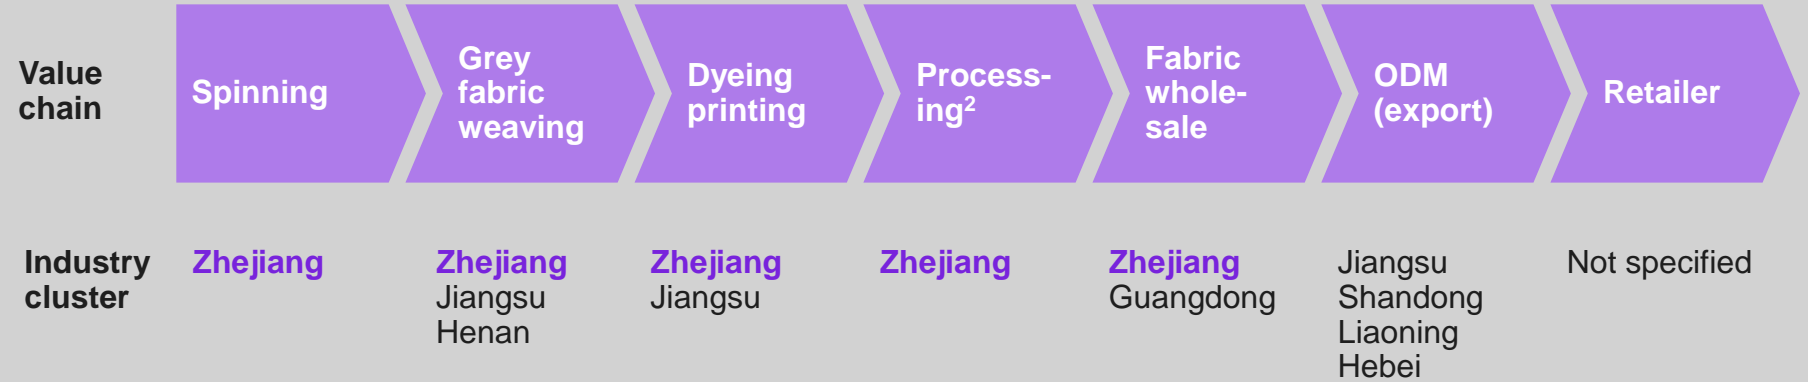 Value
chain
Spinning
Grey
fabric
weaving
Dyeing
printing
Process-
ing2
Fabric
whole-
sale
ODM
(export)
Retailer
Industry
cluster
Zhejiang
Zhejiang
Jiangsu
Henan
Zhejiang
Jiangsu
Zhejiang
Zhejiang
Guangdong
Jiangsu
Shandong
Liaoning
Hebei
Not specified